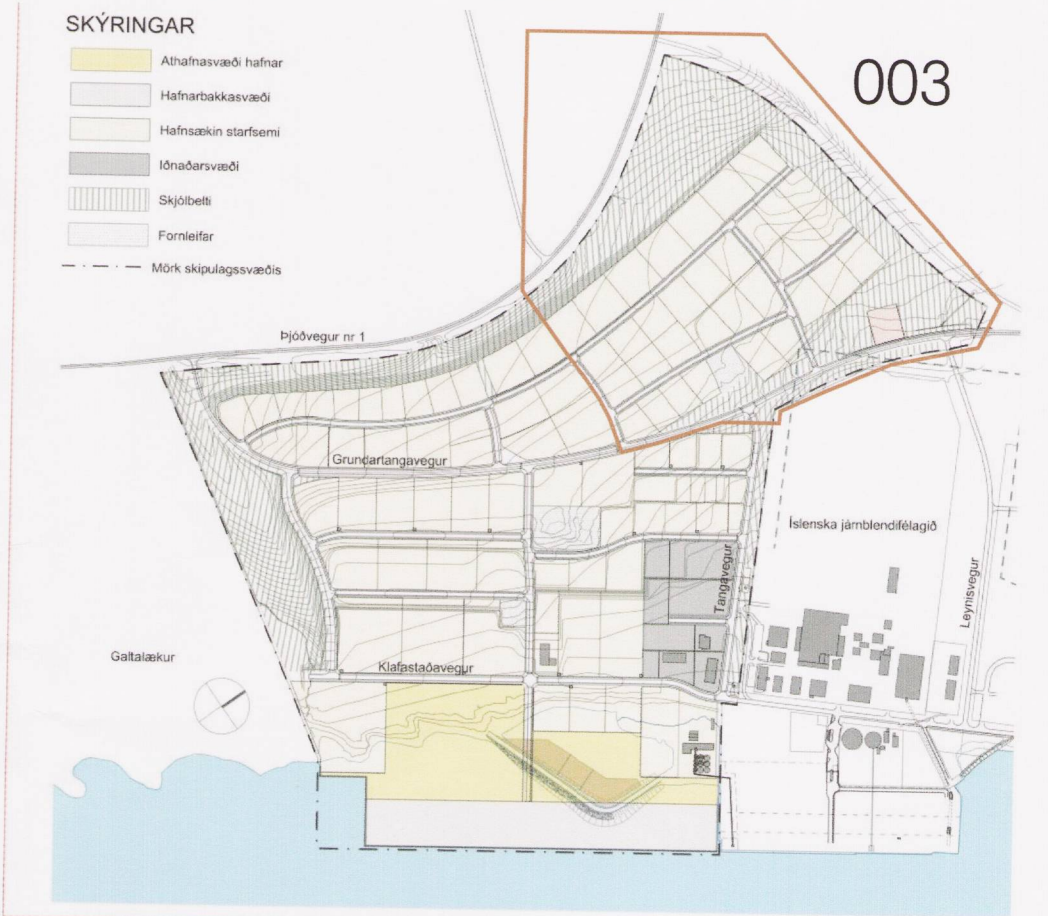 SKÝRINGAR
Athafnasvæði hafnar
Hafnarbakkasvæði
Hafnsækin starfsemi
Iðnaðarsvæði
Skjólbelti
Fornleifar
Mörk skipulagssvæðis
003
Þjóðvegur nr 1
Grundartangavegur
Íslenska járnblendifélagið
Tangavegur
Leynisvegur
Galtalækur
Klafastaðavegur